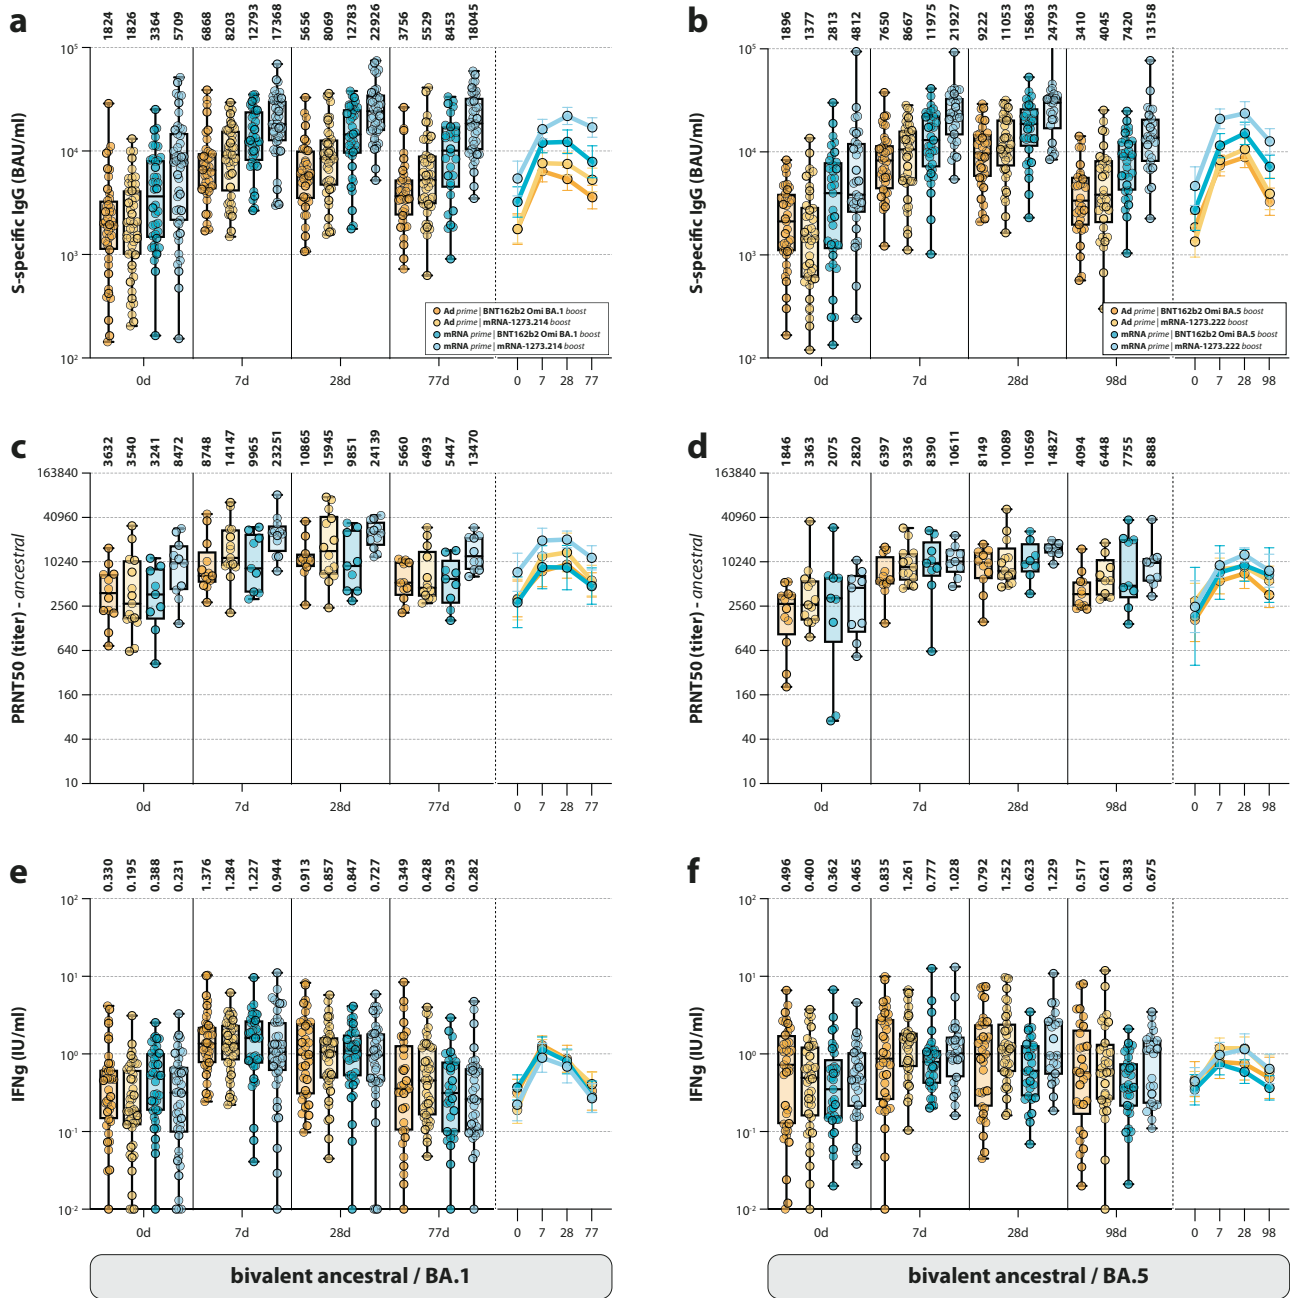 a
1824 1826 3364 5709 6868 8203 12793 17368 5656 8069 12783 22926 3756 5529 8453 18045
S-specific IgG (BAU/ml)
10⁵
10⁴
10³
10²
Ad prime | BNT162b2 Omi BA.1 boost
Ad prime | mRNA-1273.214 boost
mRNA prime | BNT162b2 Omi BA.1 boost
mRNA prime | mRNA-1273.214 boost
0d 7d 28d 77d 0 7 28 77
b
1896 1377 2813 4812 7650 8667 11975 21927 9222 11053 15863 24793 3410 4045 7420 13158
S-specific IgG (BAU/ml)
10⁵
10⁴
10³
10²
Ad prime | BNT162b2 Omi BA.5 boost
Ad prime | mRNA-1273.222 boost
mRNA prime | BNT162b2 Omi BA.5 boost
mRNA prime | mRNA-1273.222 boost
0d 7d 28d 98d 0 7 28 98
c
3632 3540 3241 8472 8748 14147 9965 23251 10865 15945 9851 24139 5660 6493 5447 13470
PRNT50 (titer) - ancestral
163840
40960
10240
2560
640
160
40
10
0d 7d 28d 77d 0 7 28 77
d
1846 3363 2075 2820 6397 9336 8390 10611 8149 10089 10569 14827 4094 6448 7755 8888
PRNT50 (titer) - ancestral
163840
40960
10240
2560
640
160
40
10
0d 7d 28d 98d 0 7 28 98
e
0.330 0.195 0.388 0.231 1.376 1.284 1.227 0.944 0.913 0.857 0.847 0.727 0.349 0.428 0.293 0.282
IFNg (IU/ml)
10²
10¹
10⁰
10⁻¹
10⁻²
0d 7d 28d 77d 0 7 28 77
f
0.496 0.400 0.362 0.465 0.835 1.261 0.777 1.028 0.792 1.252 0.623 1.229 0.517 0.621 0.383 0.675
IFNg (IU/ml)
10²
10¹
10⁰
10⁻¹
10⁻²
0d 7d 28d 98d 0 7 28 98
bivalent ancestral / BA.1
bivalent ancestral / BA.5